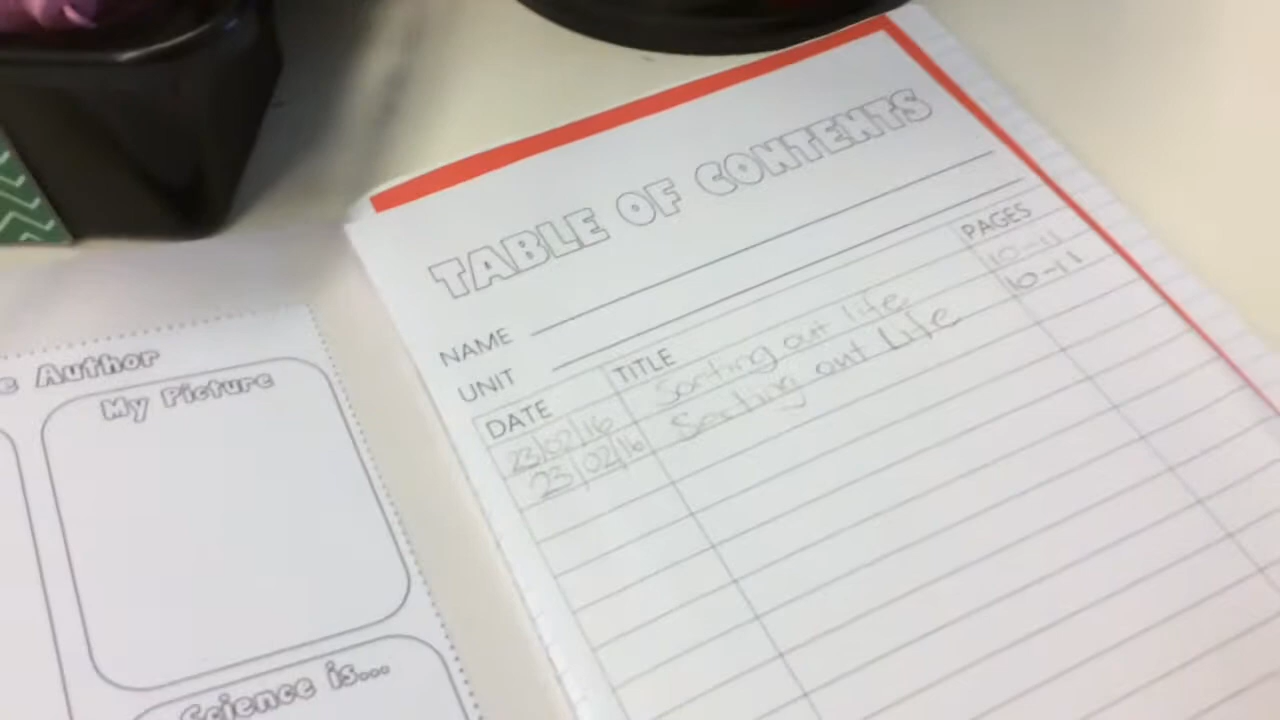 TABLE OF CONTENTS
NAME
UNIT
DATE TITLE PAGES
23/02/16 Sorting out life 10-11
23/02/16 Sorting out Life 10-11
Author
My Picture
Science is...